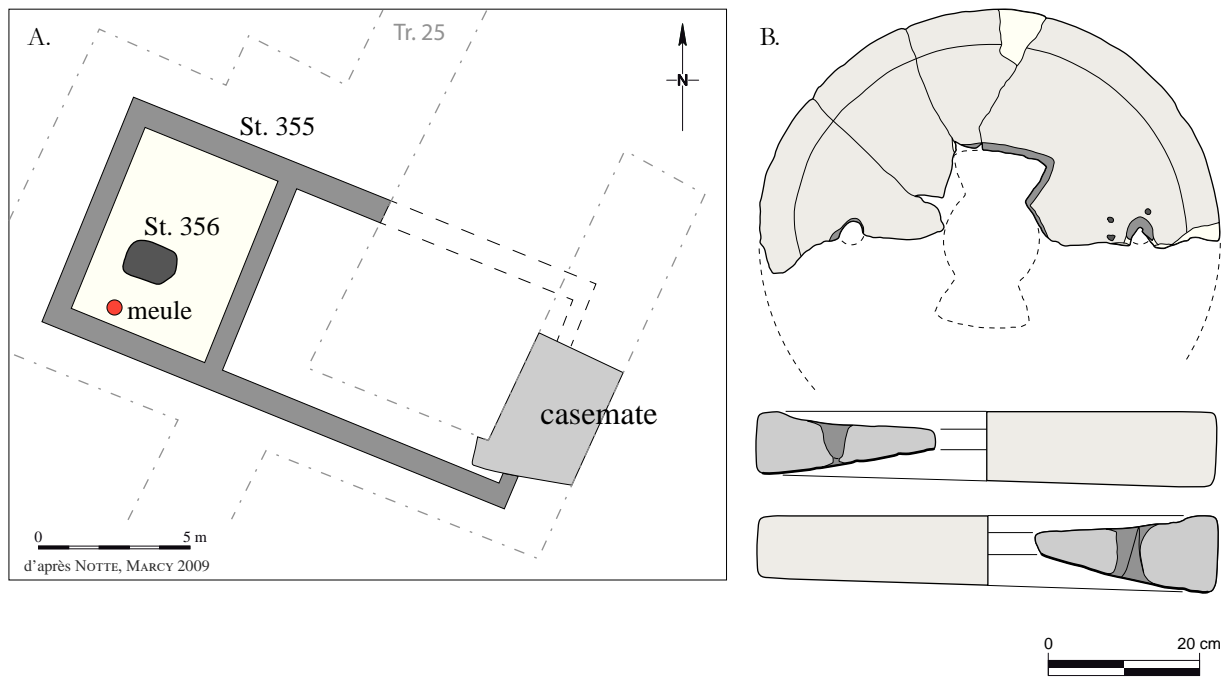 A.
Tr. 25
N
St. 355
St. 356
meule
casemate
0 5 m
d'après NOTTE, MARCY 2009
B.
0 20 cm